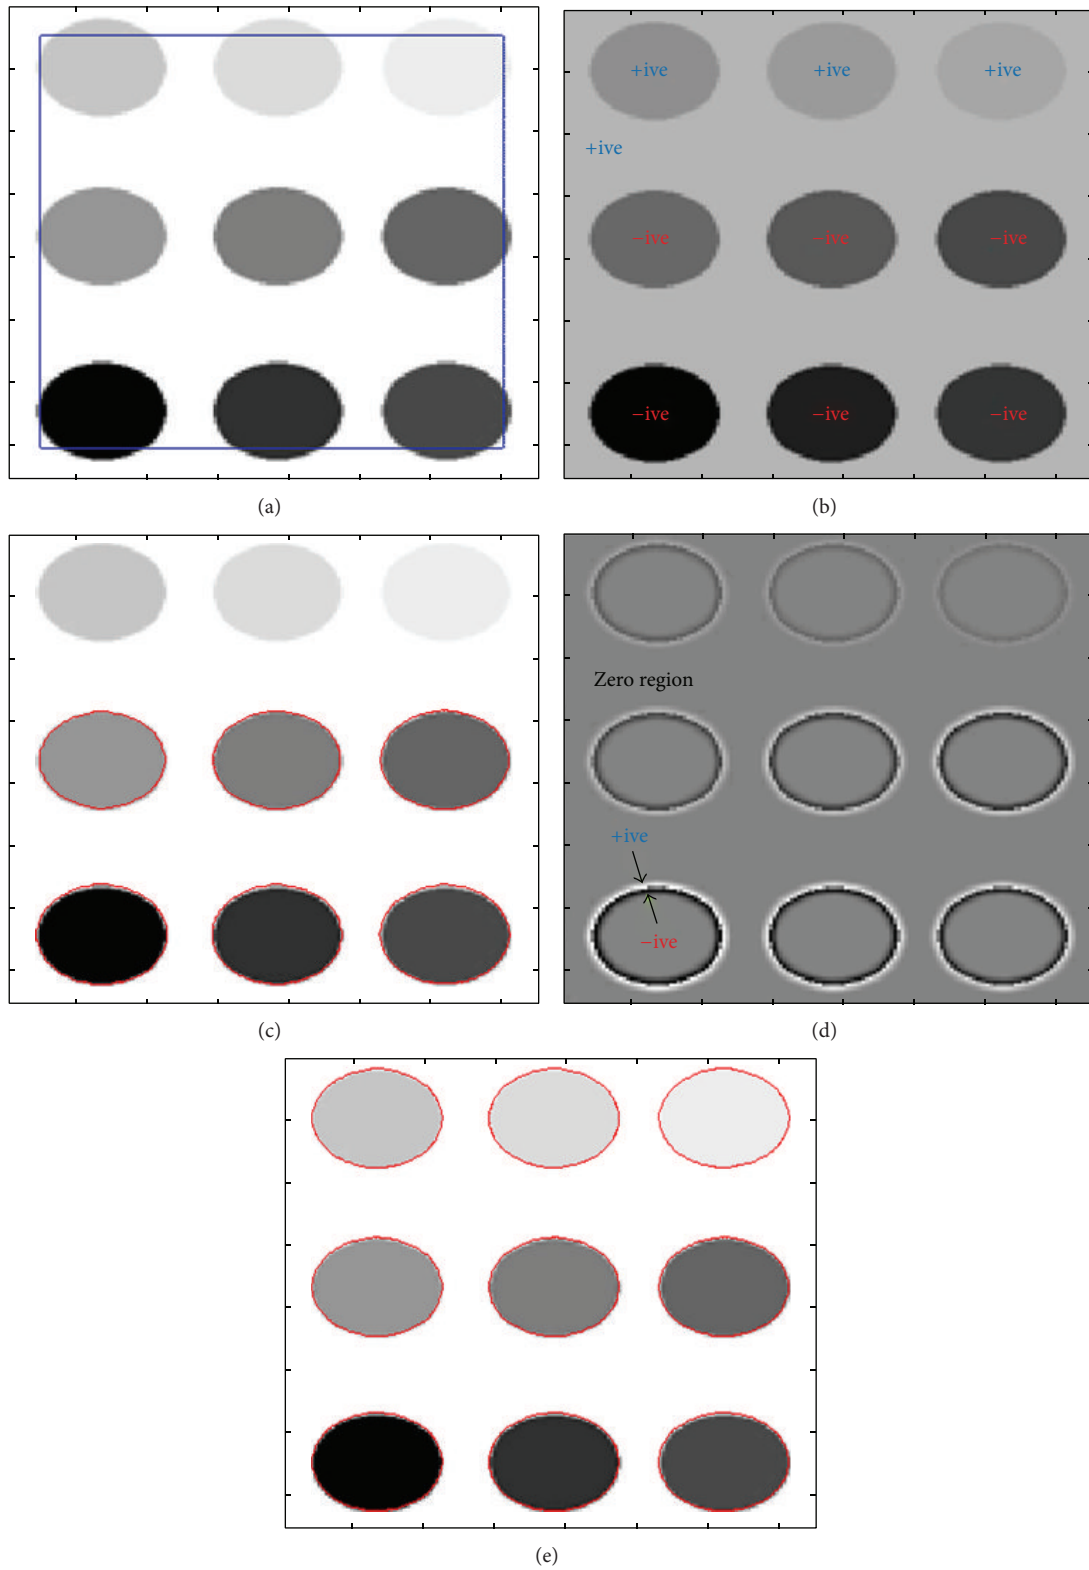 +ive +ive +ive
+ive
−ive −ive −ive
−ive −ive −ive
(a) (b)
Zero region
+ive
−ive
(c) (d)
(e)